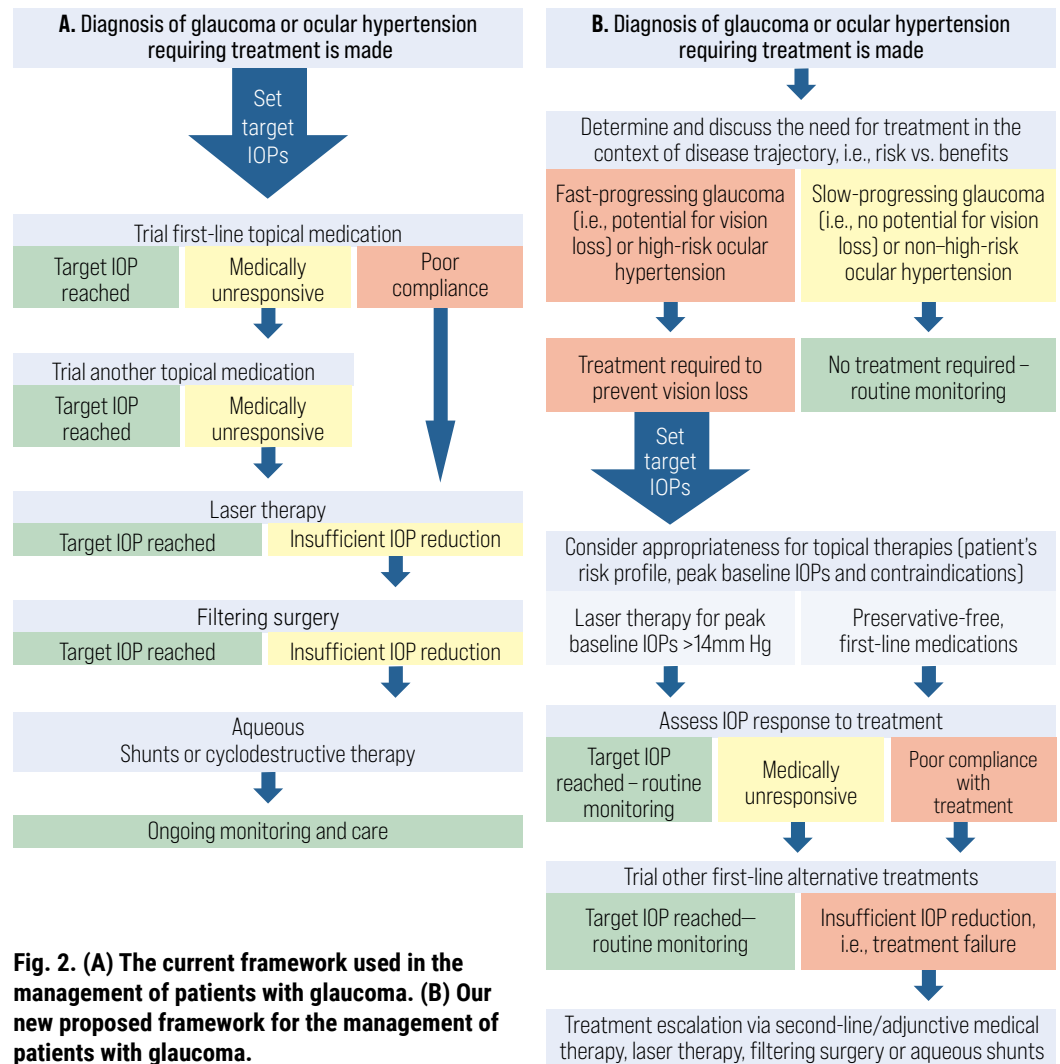 A. Diagnosis of glaucoma or ocular hypertension
requiring treatment is made
Set
target
IOPs
Trial first-line topical medication
Target IOP
reached
Medically
unresponsive
Poor
compliance
Trial another topical medication
Target IOP
reached
Medically
unresponsive
Laser therapy
Target IOP reached
Insufficient IOP reduction
Filtering surgery
Target IOP reached
Insufficient IOP reduction
Aqueous
Shunts or cyclodestructive therapy
Ongoing monitoring and care
Fig. 2. (A) The current framework used in the
management of patients with glaucoma. (B) Our
new proposed framework for the management of
patients with glaucoma.
B. Diagnosis of glaucoma or ocular hypertension
requiring treatment is made
Determine and discuss the need for treatment in the
context of disease trajectory, i.e., risk vs. benefits
Fast-progressing glaucoma
(i.e., potential for vision
loss) or high-risk ocular
hypertension
Slow-progressing glaucoma
(i.e., no potential for vision
loss) or non–high-risk
ocular hypertension
Treatment required to
prevent vision loss
No treatment required –
routine monitoring
Set
target
IOPs
Consider appropriateness for topical therapies (patient's
risk profile, peak baseline IOPs and contraindications)
Laser therapy for peak
baseline IOPs >14mm Hg
Preservative-free,
first-line medications
Assess IOP response to treatment
Target IOP
reached – routine
monitoring
Medically
unresponsive
Poor compliance
with
treatment
Trial other first-line alternative treatments
Target IOP reached—
routine monitoring
Insufficient IOP reduction,
i.e., treatment failure
Treatment escalation via second-line/adjunctive medical
therapy, laser therapy, filtering surgery or aqueous shunts